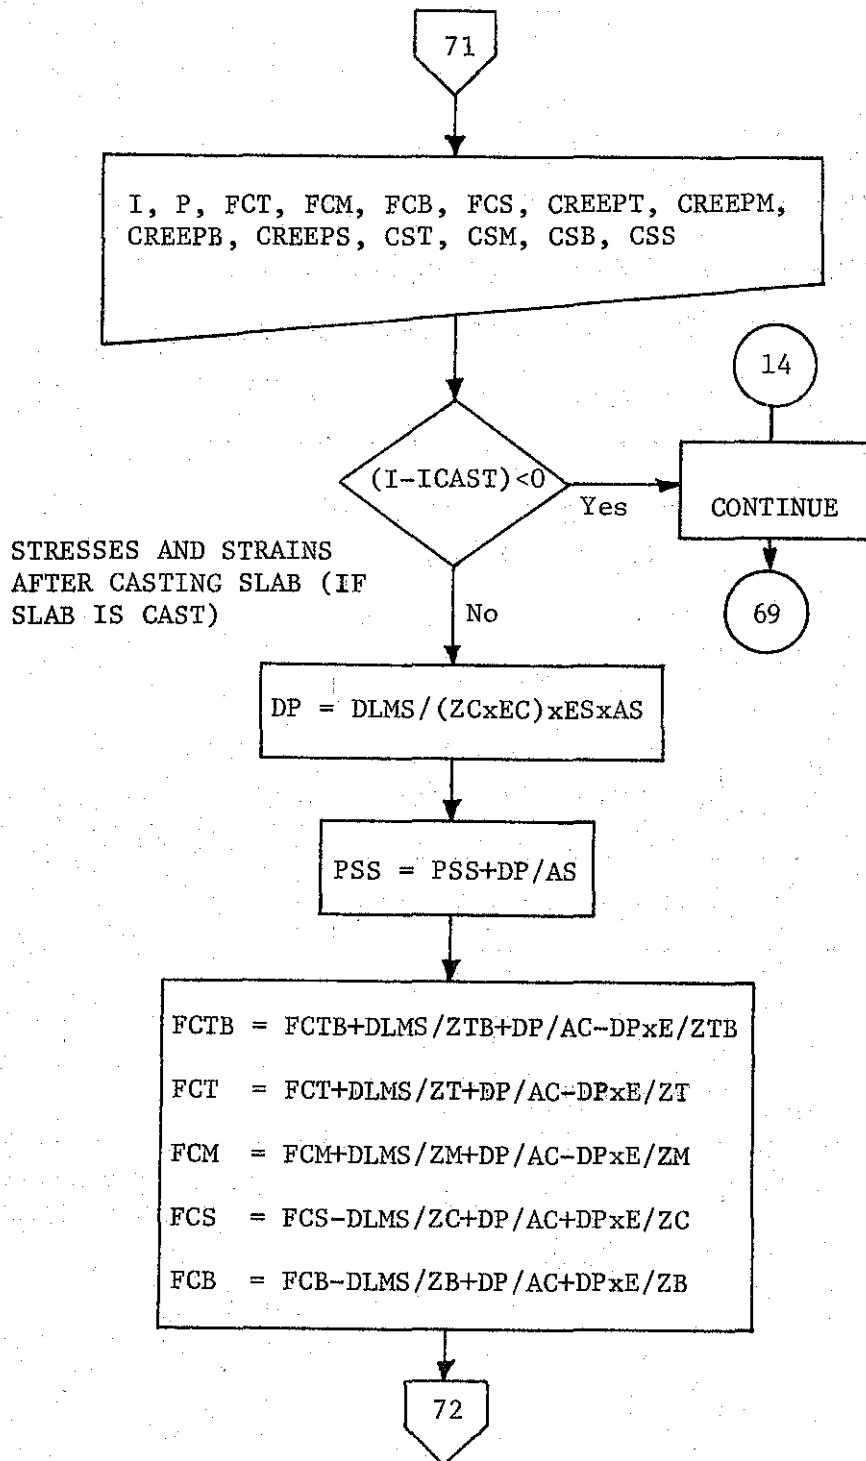 71
I, P, FCT, FCM, FCB, FCS, CREEPT, CREEPM,
CREEPB, CREEPS, CST, CSM, CSB, CSS
14
(I-ICAST)<0
Yes
CONTINUE
STRESSES AND STRAINS
AFTER CASTING SLAB (IF
SLAB IS CAST)
69
No
DP = DLMS/(ZCxEC)xESxAS
PSS = PSS+DP/AS
FCTB = FCTB+DLMS/ZTB+DP/AC-DPxE/ZTB
FCT = FCT+DLMS/ZT+DP/AC-DPxE/ZT
FCM = FCM+DLMS/ZM+DP/AC-DPxE/ZM
FCS = FCS-DLMS/ZC+DP/AC+DPxE/ZC
FCB = FCB-DLMS/ZB+DP/AC+DPxE/ZB
72